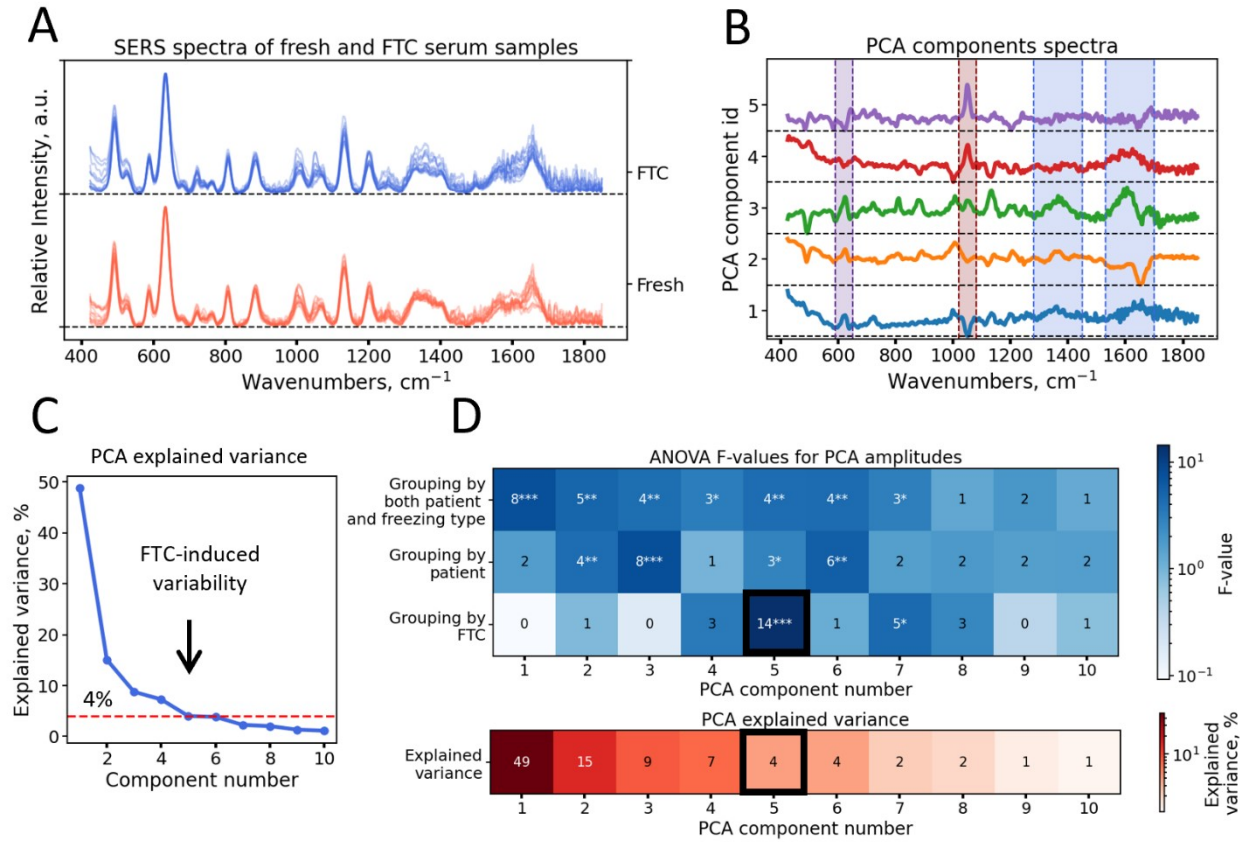 A
SERS spectra of fresh and FTC serum samples
Relative Intensity, a.u.
FTC
Fresh
400 600 800 1000 1200 1400 1600 1800
Wavenumbers, cm⁻¹
B
PCA components spectra
PCA component id
5
4
3
2
1
400 600 800 1000 1200 1400 1600 1800
Wavenumbers, cm⁻¹
C
PCA explained variance
Explained variance, %
50
40
30
20
10
0
FTC-induced
variability
4%
2 4 6 8 10
Component number
D
ANOVA F-values for PCA amplitudes
Grouping by
both patient
and freezing type
8*** 5** 4** 3* 4** 4** 3* 1 2 1
Grouping by
patient
2 4** 8*** 1 3* 6** 2 2 2 2
Grouping by
FTC
0 1 0 3 14*** 1 5* 3 0 1
1 2 3 4 5 6 7 8 9 10
PCA component number
10¹
10⁰
10⁻¹
F-value
PCA explained variance
Explained
variance
49 15 9 7 4 4 2 2 1 1
1 2 3 4 5 6 7 8 9 10
PCA component number
10¹
Explained
variance, %